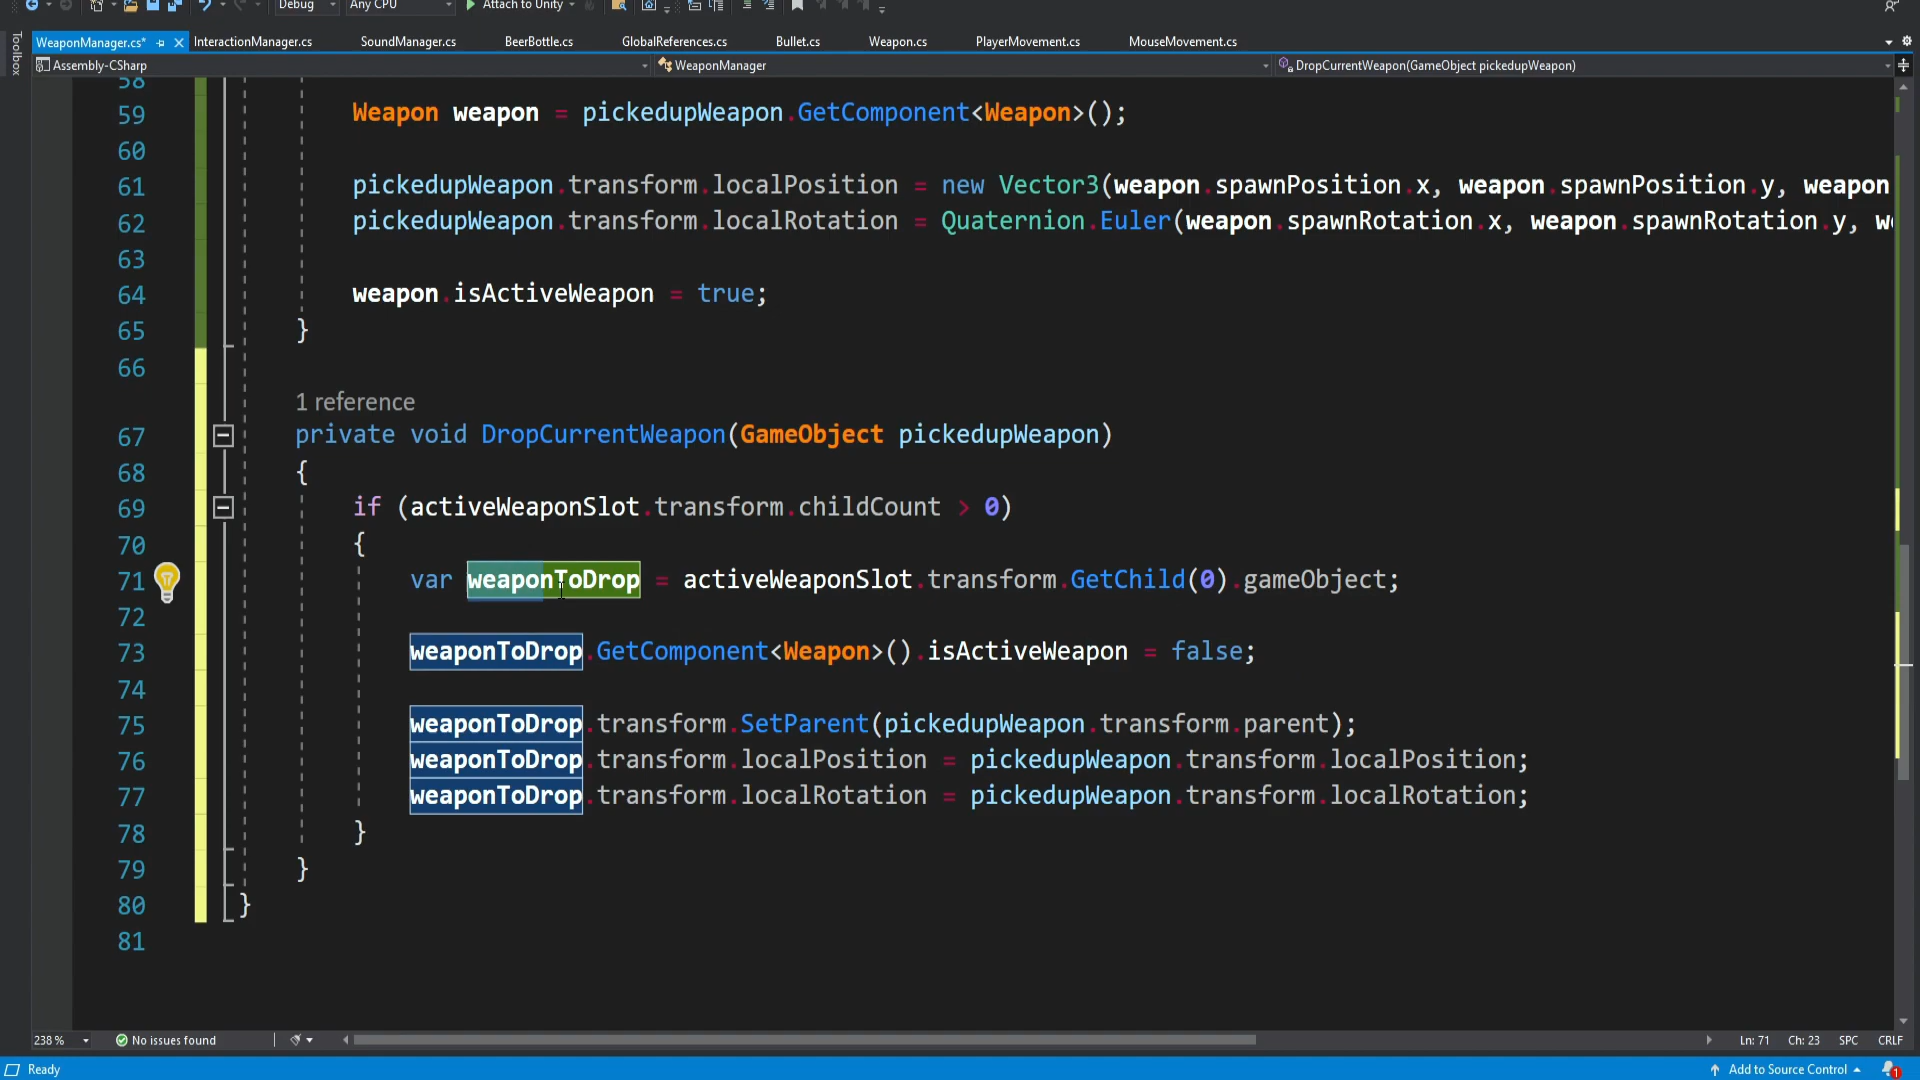 Debug Any CPU Attach to Unity
WeaponManager.cs* InteractionManager.cs SoundManager.cs BeerBottle.cs GlobalReferences.cs Bullet.cs Weapon.cs PlayerMovement.cs MouseMovement.cs
Toolbox
Assembly-CSharp WeaponManager DropCurrentWeapon(GameObject pickedupWeapon)
58
59 Weapon weapon = pickedupWeapon.GetComponent<Weapon>();
60
61 pickedupWeapon.transform.localPosition = new Vector3(weapon.spawnPosition.x, weapon.spawnPosition.y, weapon
62 pickedupWeapon.transform.localRotation = Quaternion.Euler(weapon.spawnRotation.x, weapon.spawnRotation.y, we
63
64 weapon.isActiveWeapon = true;
65 }
66
1 reference
67 private void DropCurrentWeapon(GameObject pickedupWeapon)
68 {
69 if (activeWeaponSlot.transform.childCount > 0)
70 {
71 var weaponToDrop = activeWeaponSlot.transform.GetChild(0).gameObject;
72
73 weaponToDrop.GetComponent<Weapon>().isActiveWeapon = false;
74
75 weaponToDrop.transform.SetParent(pickedupWeapon.transform.parent);
76 weaponToDrop.transform.localPosition = pickedupWeapon.transform.localPosition;
77 weaponToDrop.transform.localRotation = pickedupWeapon.transform.localRotation;
78 }
79 }
80 }
81
238 % No issues found Ln: 71 Ch: 23 SPC CRLF
Ready Add to Source Control 1